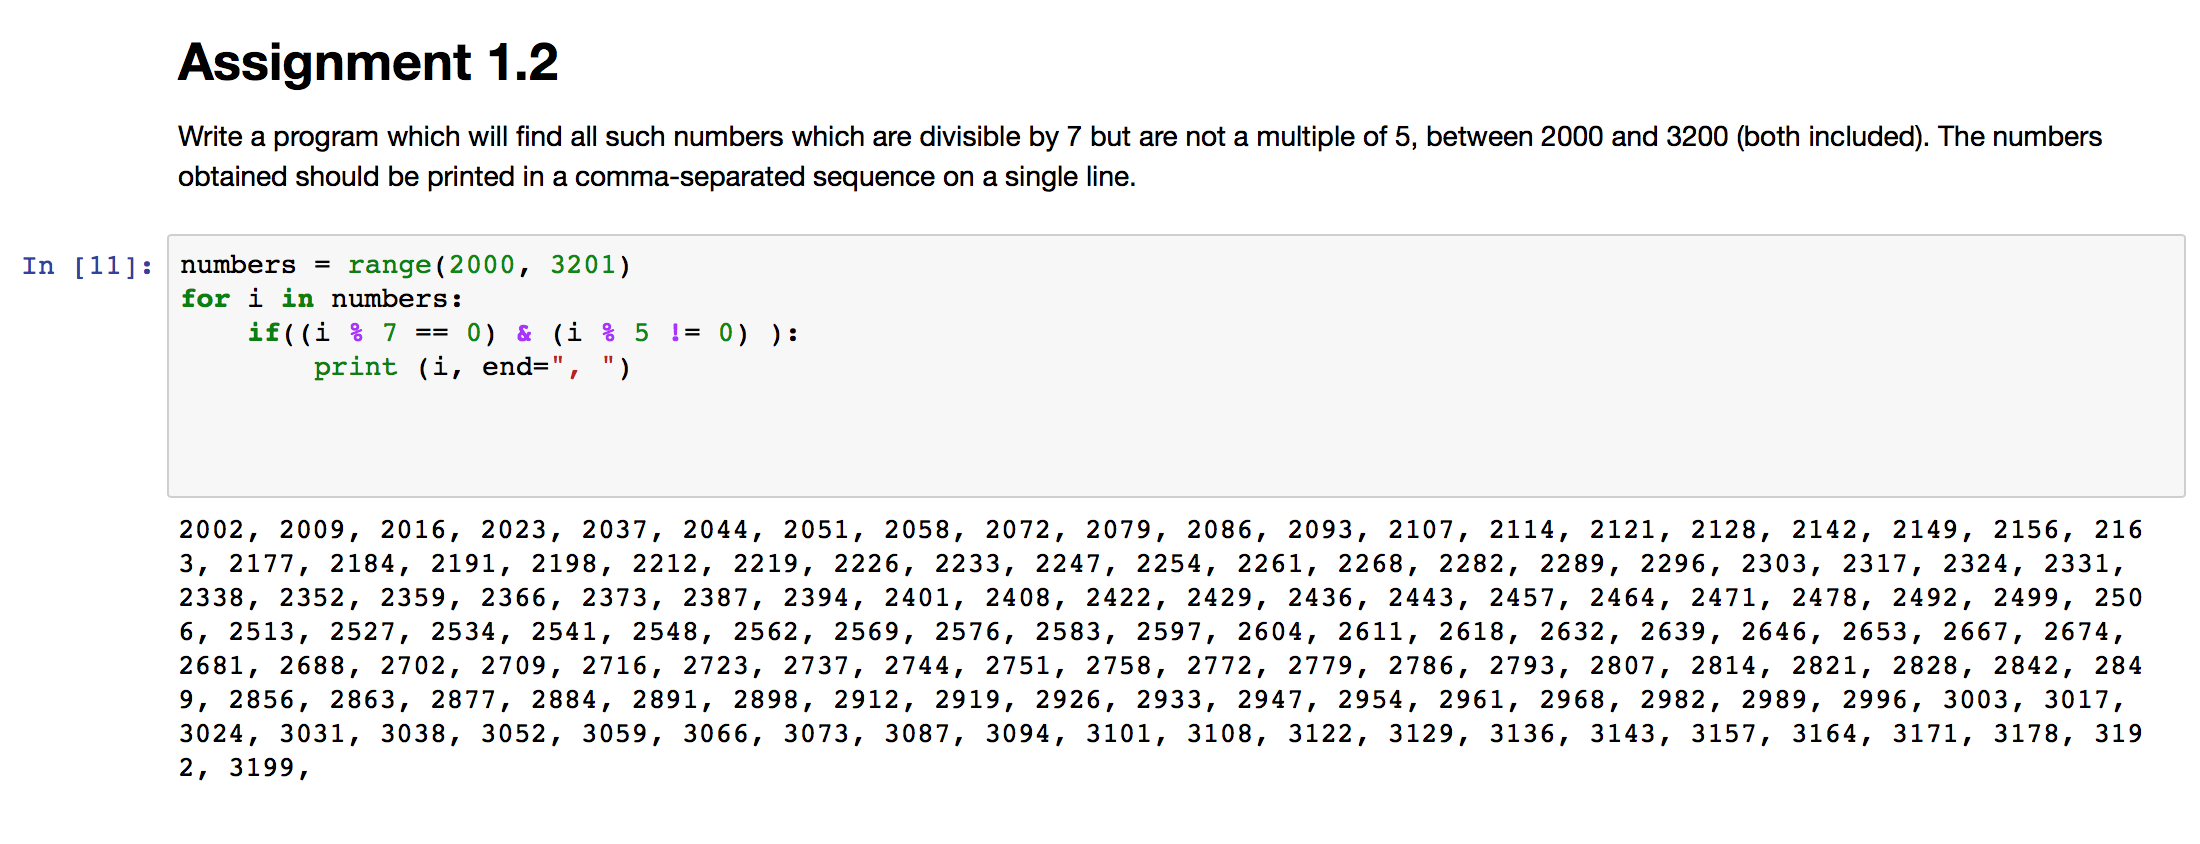 Assignment 1.2
Write a program which will find all such numbers which are divisible by 7 but are not a multiple of 5, between 2000 and 3200 (both included). The numbers
obtained should be printed in a comma-separated sequence on a single line.
In [11]: numbers = range(2000, 3201)
for i in numbers:
    if((i % 7 == 0) & (i % 5 != 0) ):
        print (i, end=", ")
2002, 2009, 2016, 2023, 2037, 2044, 2051, 2058, 2072, 2079, 2086, 2093, 2107, 2114, 2121, 2128, 2142, 2149, 2156, 216
3, 2177, 2184, 2191, 2198, 2212, 2219, 2226, 2233, 2247, 2254, 2261, 2268, 2282, 2289, 2296, 2303, 2317, 2324, 2331,
2338, 2352, 2359, 2366, 2373, 2387, 2394, 2401, 2408, 2422, 2429, 2436, 2443, 2457, 2464, 2471, 2478, 2492, 2499, 250
6, 2513, 2527, 2534, 2541, 2548, 2562, 2569, 2576, 2583, 2597, 2604, 2611, 2618, 2632, 2639, 2646, 2653, 2667, 2674,
2681, 2688, 2702, 2709, 2716, 2723, 2737, 2744, 2751, 2758, 2772, 2779, 2786, 2793, 2807, 2814, 2821, 2828, 2842, 284
9, 2856, 2863, 2877, 2884, 2891, 2898, 2912, 2919, 2926, 2933, 2947, 2954, 2961, 2968, 2982, 2989, 2996, 3003, 3017,
3024, 3031, 3038, 3052, 3059, 3066, 3073, 3087, 3094, 3101, 3108, 3122, 3129, 3136, 3143, 3157, 3164, 3171, 3178, 319
2, 3199,